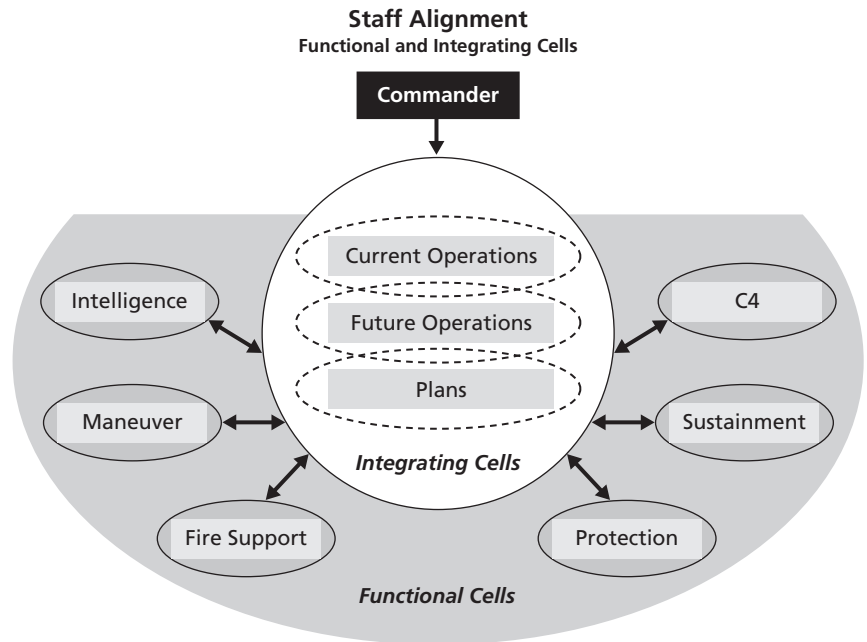 Staff Alignment
Functional and Integrating Cells
Commander
Current Operations
Future Operations
Plans
Integrating Cells
Intelligence
Maneuver
Fire Support
C4
Sustainment
Protection
Functional Cells